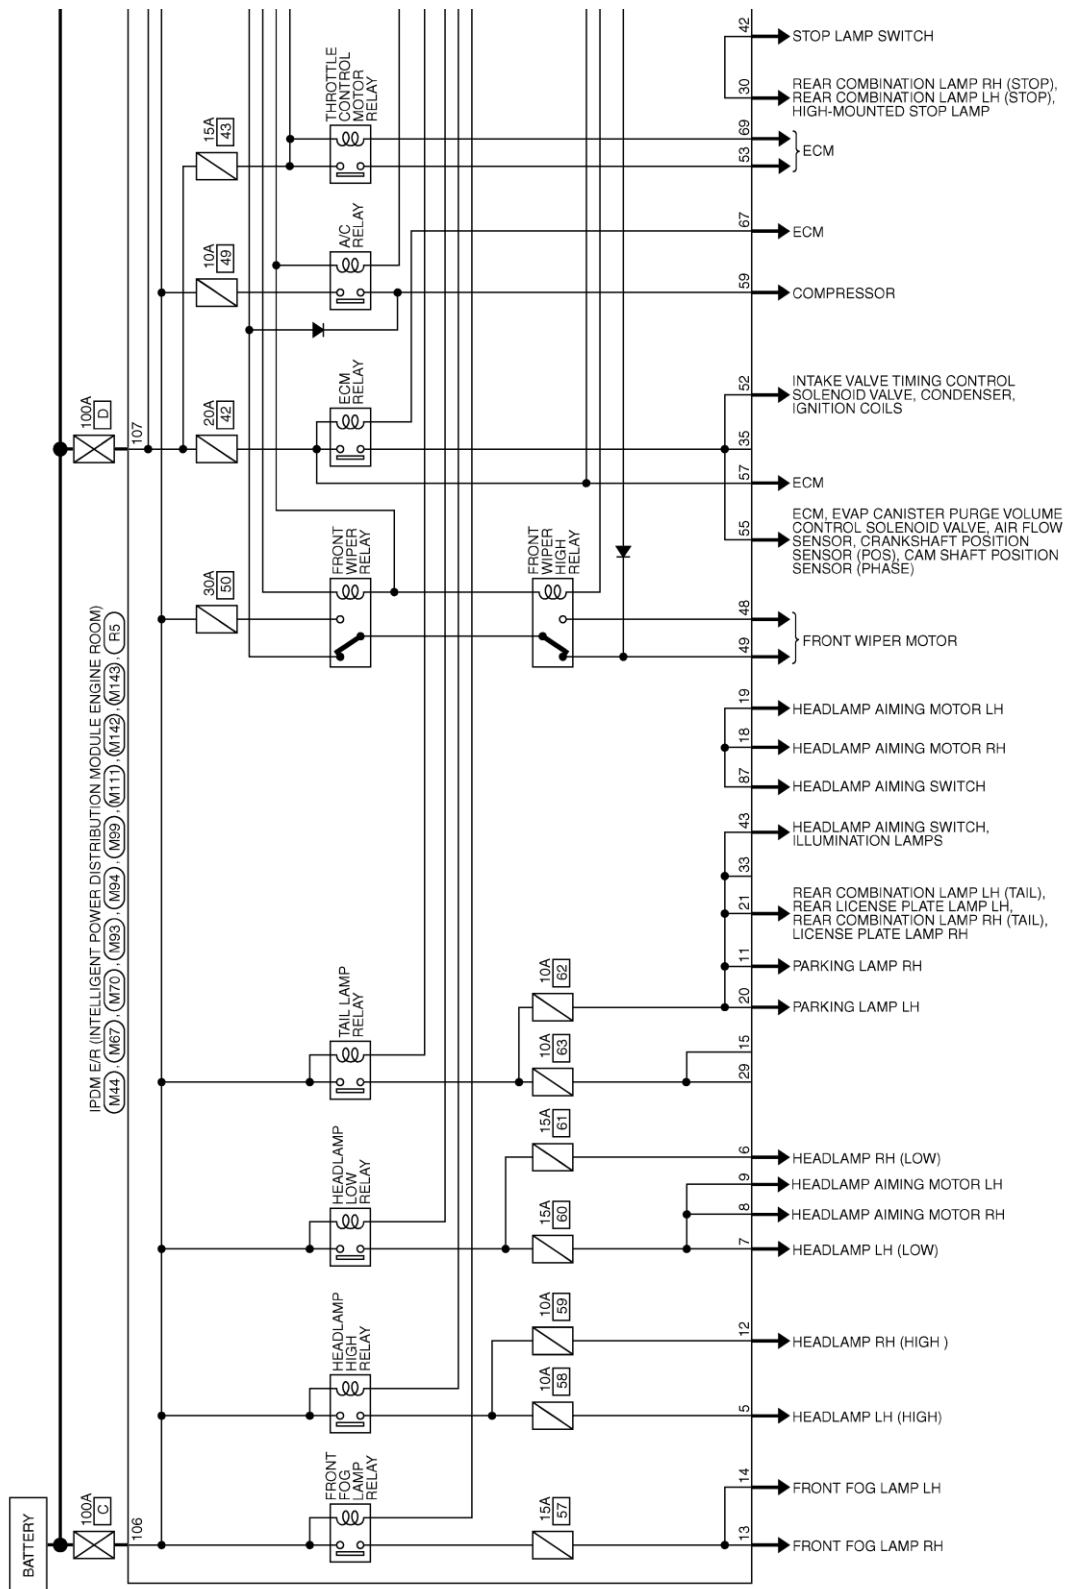 42
STOP LAMP SWITCH
THROTTLE
CONTROL
MOTOR
RELAY
30
REAR COMBINATION LAMP RH (STOP),
REAR COMBINATION LAMP LH (STOP),
HIGH-MOUNTED STOP LAMP
15A
43
69
53
ECM
A/C
RELAY
67
ECM
10A
49
59
COMPRESSOR
ECM
RELAY
52
INTAKE VALVE TIMING CONTROL
SOLENOID VALVE, CONDENSER,
IGNITION COILS
100A
D
107
20A
42
35
57
ECM
FRONT
WIPER
RELAY
FRONT
WIPER
HIGH
RELAY
55
ECM, EVAP CANISTER PURGE VOLUME
CONTROL SOLENOID VALVE, AIR FLOW
SENSOR, CRANKSHAFT POSITION
SENSOR (POS), CAM SHAFT POSITION
SENSOR (PHASE)
30A
50
48
49
FRONT WIPER MOTOR
IPDM E/R (INTELLIGENT POWER DISTRIBUTION MODULE ENGINE ROOM)
M44 , M67 , M70 , M93 , M94 , M99 , M111 , M142 , M143 , R5
19
HEADLAMP AIMING MOTOR LH
18
HEADLAMP AIMING MOTOR RH
87
HEADLAMP AIMING SWITCH
43
HEADLAMP AIMING SWITCH,
ILLUMINATION LAMPS
33
21
REAR COMBINATION LAMP LH (TAIL),
REAR LICENSE PLATE LAMP LH,
REAR COMBINATION LAMP RH (TAIL),
LICENSE PLATE LAMP RH
11
PARKING LAMP RH
TAIL LAMP
RELAY
10A
62
20
PARKING LAMP LH
10A
63
15
29
HEADLAMP
LOW
RELAY
15A
61
6
HEADLAMP RH (LOW)
9
HEADLAMP AIMING MOTOR LH
8
HEADLAMP AIMING MOTOR RH
15A
60
7
HEADLAMP LH (LOW)
HEADLAMP
HIGH
RELAY
10A
59
12
HEADLAMP RH (HIGH )
10A
58
5
HEADLAMP LH (HIGH)
FRONT
FOG
LAMP
RELAY
14
FRONT FOG LAMP LH
BATTERY
100A
C
106
15A
57
13
FRONT FOG LAMP RH